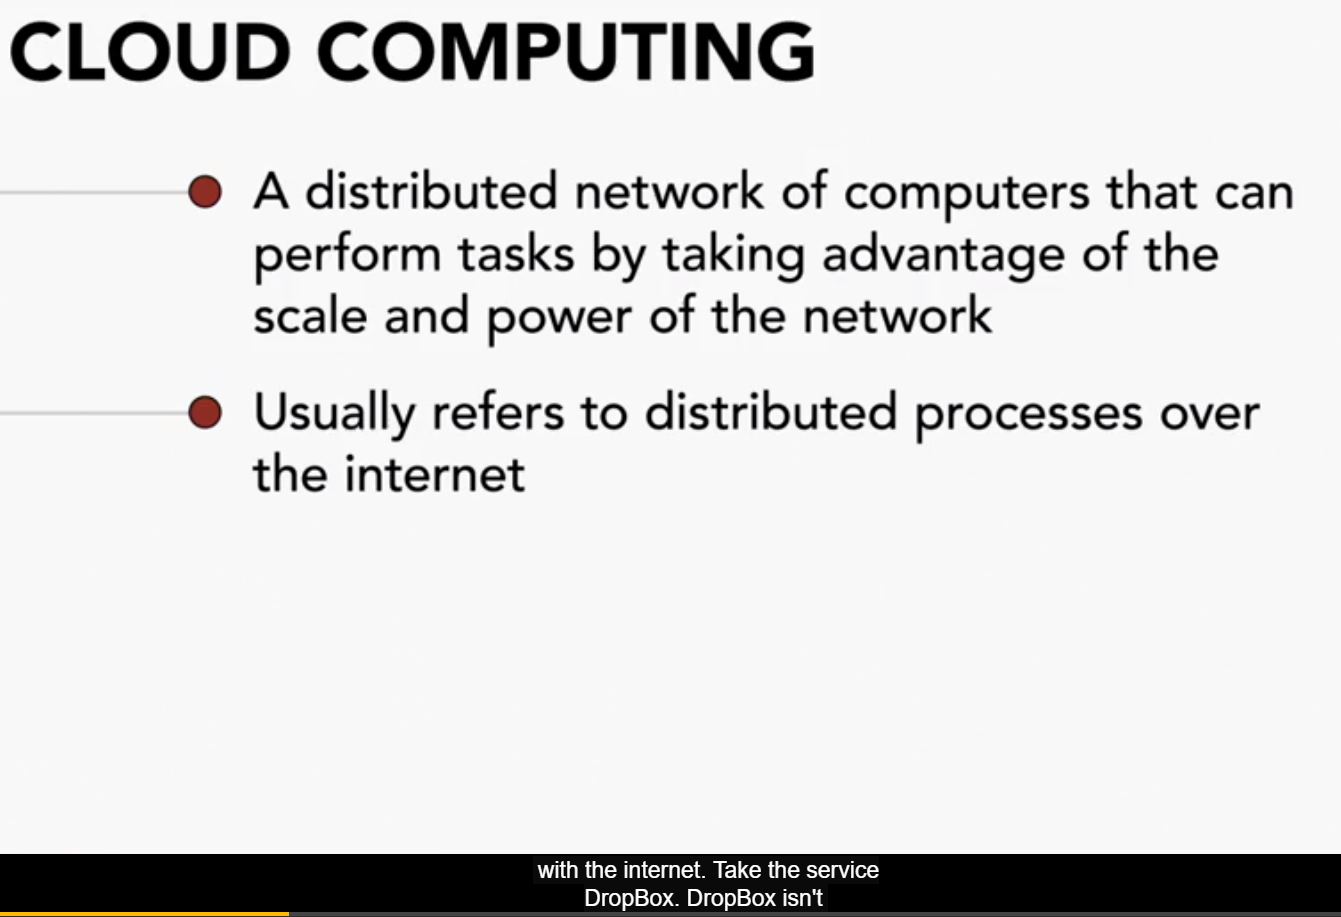 CLOUD COMPUTING
A distributed network of computers that can
perform tasks by taking advantage of the
scale and power of the network
Usually refers to distributed processes over
the internet
with the internet. Take the service
DropBox. DropBox isn't